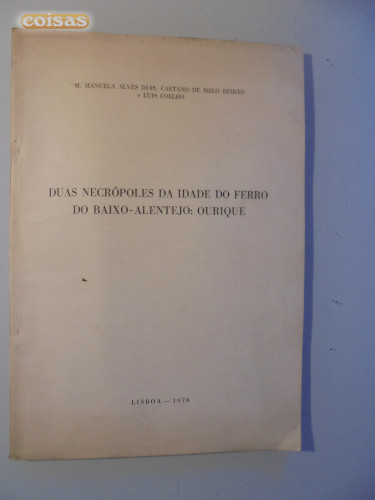 coisas
M. MANUELA ALVES DIAS, CAETANO DE MELO BEIRÃO
e LUIS COELHO
DUAS NECRÓPOLES DA IDADE DO FERRO
DO BAIXO-ALENTEJO: OURIQUE
LISBOA — 1970